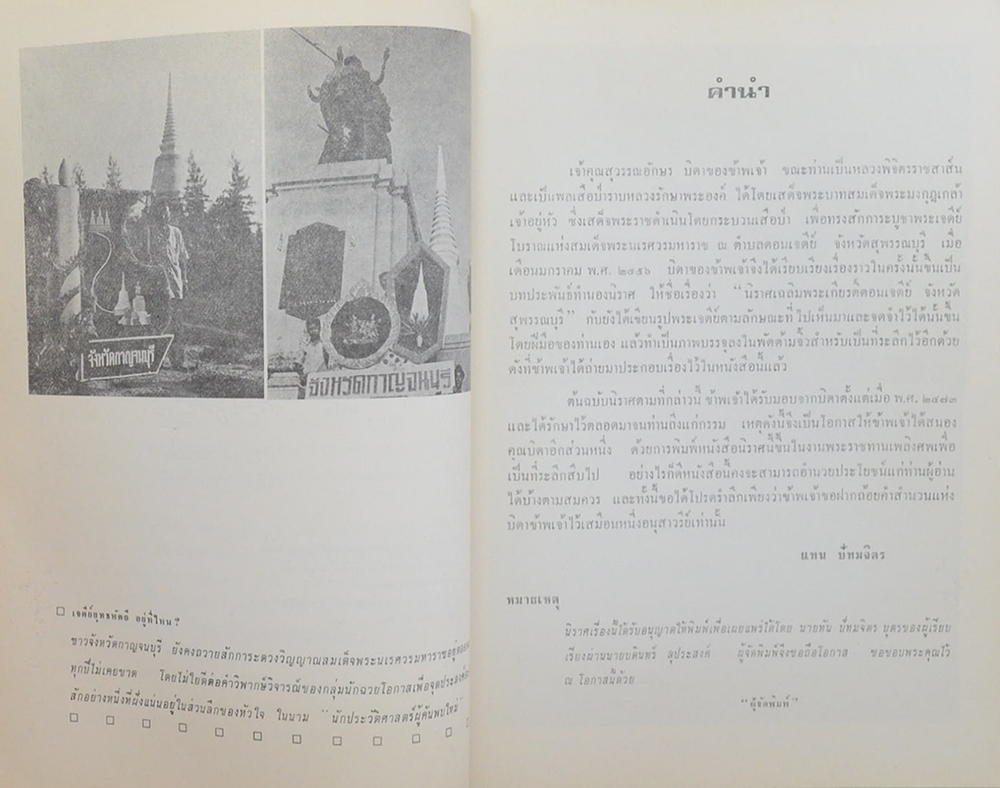 จังหวัดกาญจนบุรี
จังหวัดกาญจนบุรี
เจดีย์ยุทธหัตถี อยู่ที่ไหน?
ชาวจังหวัดกาญจนบุรี ยังคงถวายสักการะดวงวิญญาณสมเด็จพระนเรศวรมหาราชอยู่
ทุกปีไม่เคยขาด โดยไม่ใยดีต่อคำวิพากษ์วิจารณ์ของกลุ่มนักฉวยโอกาสเพื่อจุดประสงค์
สักอย่างหนึ่งที่ฝังแน่นอยู่ในส่วนลึกของหัวใจ ในนาม "นักประวัติศาสตร์ผู้ค้นพบใหม่"
คำนำ
เจ้าคุณสุวรรณอักษร บิดาของข้าพเจ้า ขณะท่านเป็นหลวงพิจิตรราชสาส์น
และเป็นพลเสือป่าราบหลวงรักษาพระองค์ ได้โดยเสด็จพระบาทสมเด็จพระมงกุฎเกล้า
เจ้าอยู่หัว ซึ่งเสด็จพระราชดำเนินโดยกระบวนเสือป่า เพื่อทรงสักการะบูชาพระเจดีย์
โบราณแห่งสมเด็จพระนเรศวรมหาราช ณ ตำบลดอนเจดีย์ จังหวัดสุพรรณบุรี เมื่อ
เดือนมกราคม พ.ศ. ๒๔๕๖ บิดาของข้าพเจ้าจึงได้เรียบเรียงเรื่องราวในครั้งนั้นขึ้นเป็น
บทประพันธ์ทำนองนิราศ ให้ชื่อเรื่องว่า "นิราศเฉลิมพระเกียรติ์ดอนเจดีย์ จังหวัด
สุพรรณบุรี" กับยังได้เขียนรูปพระเจดีย์ตามลักษณะที่ไปเห็นมาและจดจำไว้ได้นั้นขึ้น
โดยฝีมือของท่านเอง แล้วทำเป็นภาพบรรจุลงในพัดด้ามจิ้วสำหรับเป็นที่ระลึกไว้อีกด้วย
ดังที่ข้าพเจ้าได้ถ่ายมาประกอบเรื่องไว้ในหนังสือนี้แล้ว
ต้นฉบับนิราศตามที่กล่าวนี้ ข้าพเจ้าได้รับมอบจากบิดาตั้งแต่เมื่อ พ.ศ. ๒๔๗๓
และได้รักษาไว้ตลอดมาจนท่านถึงแก่กรรม เหตุดังนี้จึงเป็นโอกาสให้ข้าพเจ้าได้สนอง
คุณบิดาอีกส่วนหนึ่ง ด้วยการพิมพ์หนังสือนิราศนี้ขึ้นในงานพระราชทานเพลิงศพเพื่อ
เป็นที่ระลึกสืบไป อย่างไรก็ดีหนังสือนี้คงจะสามารถอำนวยประโยชน์แก่ท่านผู้อ่าน
ได้บ้างตามสมควร และทั้งนี้ขอได้โปรดรำลึกเพียงว่าข้าพเจ้าขอฝากถ้อยคำสำนวนแห่ง
บิดาข้าพเจ้าไว้เสมือนหนึ่งอนุสาวรีย์เท่านั้น
แทน ปัทมจิตร
หมายเหตุ
นิราศเรื่องนี้ได้รับอนุญาตให้พิมพ์เพื่อเผยแพร่ได้โดย นายทัน ปัทมจิตร บุตรของผู้เรียบ
เรียงผ่านนายบดินทร์ ลุประสงค์ ผู้จัดพิมพ์จึงขอถือโอกาส ขอขอบพระคุณไว้
ณ โอกาสนี้ด้วย
"ผู้จัดพิมพ์"